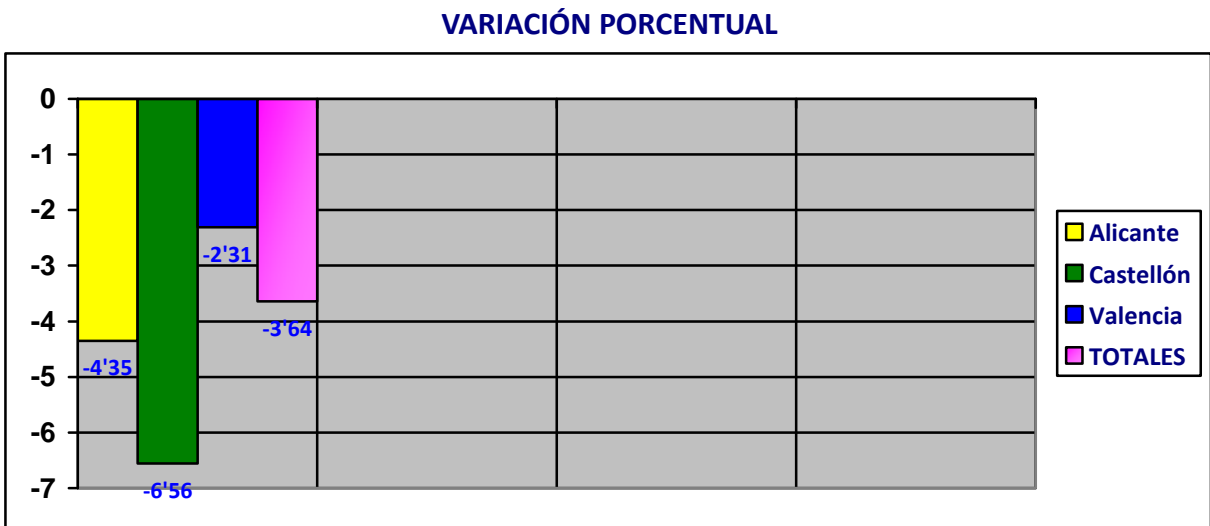 VARIACIÓN PORCENTUAL
0
-1
-2
-3
-4
-5
-6
-7
-4'35
-6'56
-2'31
-3'64
Alicante
Castellón
Valencia
TOTALES